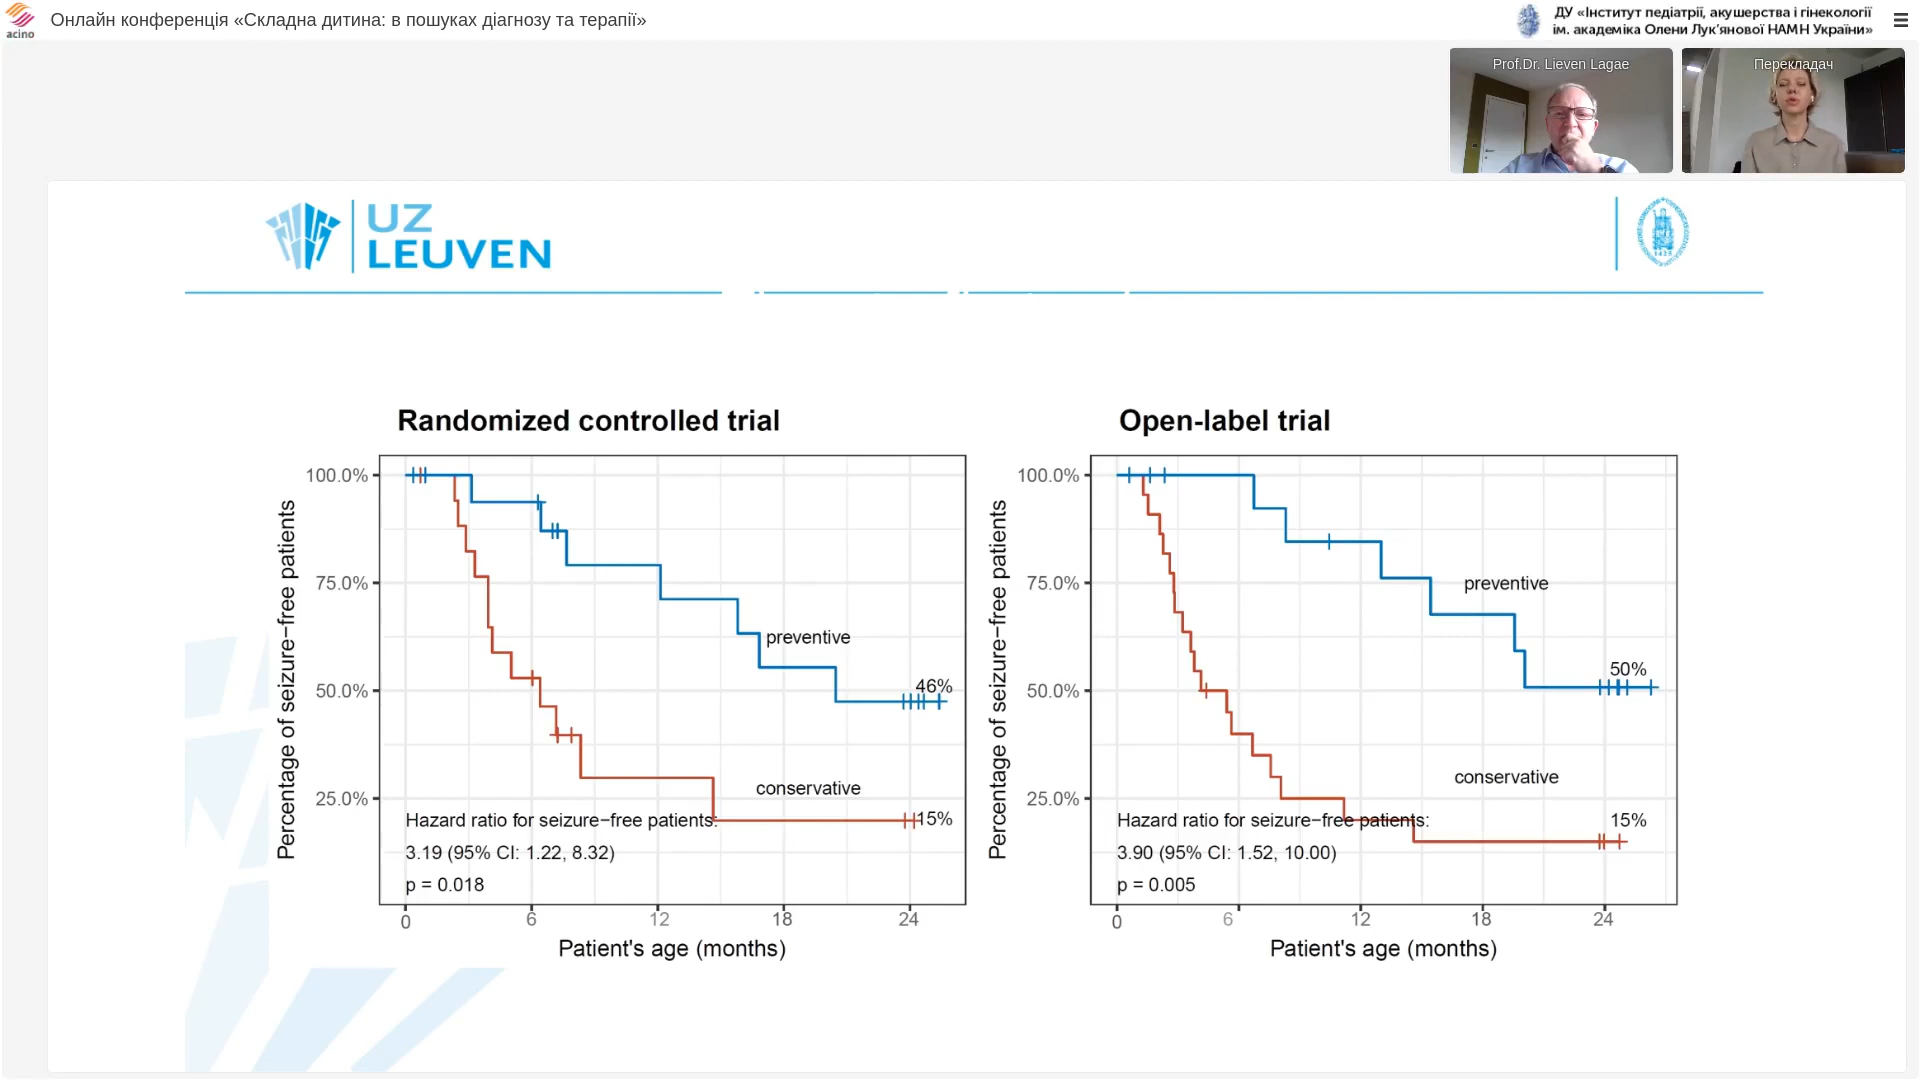 acino
Онлайн конференція «Складна дитина: в пошуках діагнозу та терапії»
ДУ «Інститут педіатрії, акушерства і гінекології
ім. академіка Олени Лук'янової НАМН України»
Prof.Dr. Lieven Lagae
Перекладач
UZ
LEUVEN
1425
Randomized controlled trial
Percentage of seizure−free patients
100.0%
75.0%
50.0%
25.0%
preventive
46%
conservative
15%
Hazard ratio for seizure−free patients:
3.19 (95% CI: 1.22, 8.32)
p = 0.018
0 6 12 18 24
Patient's age (months)
Open-label trial
Percentage of seizure−free patients
100.0%
75.0%
50.0%
25.0%
preventive
50%
conservative
15%
Hazard ratio for seizure−free patients:
3.90 (95% CI: 1.52, 10.00)
p = 0.005
0 6 12 18 24
Patient's age (months)